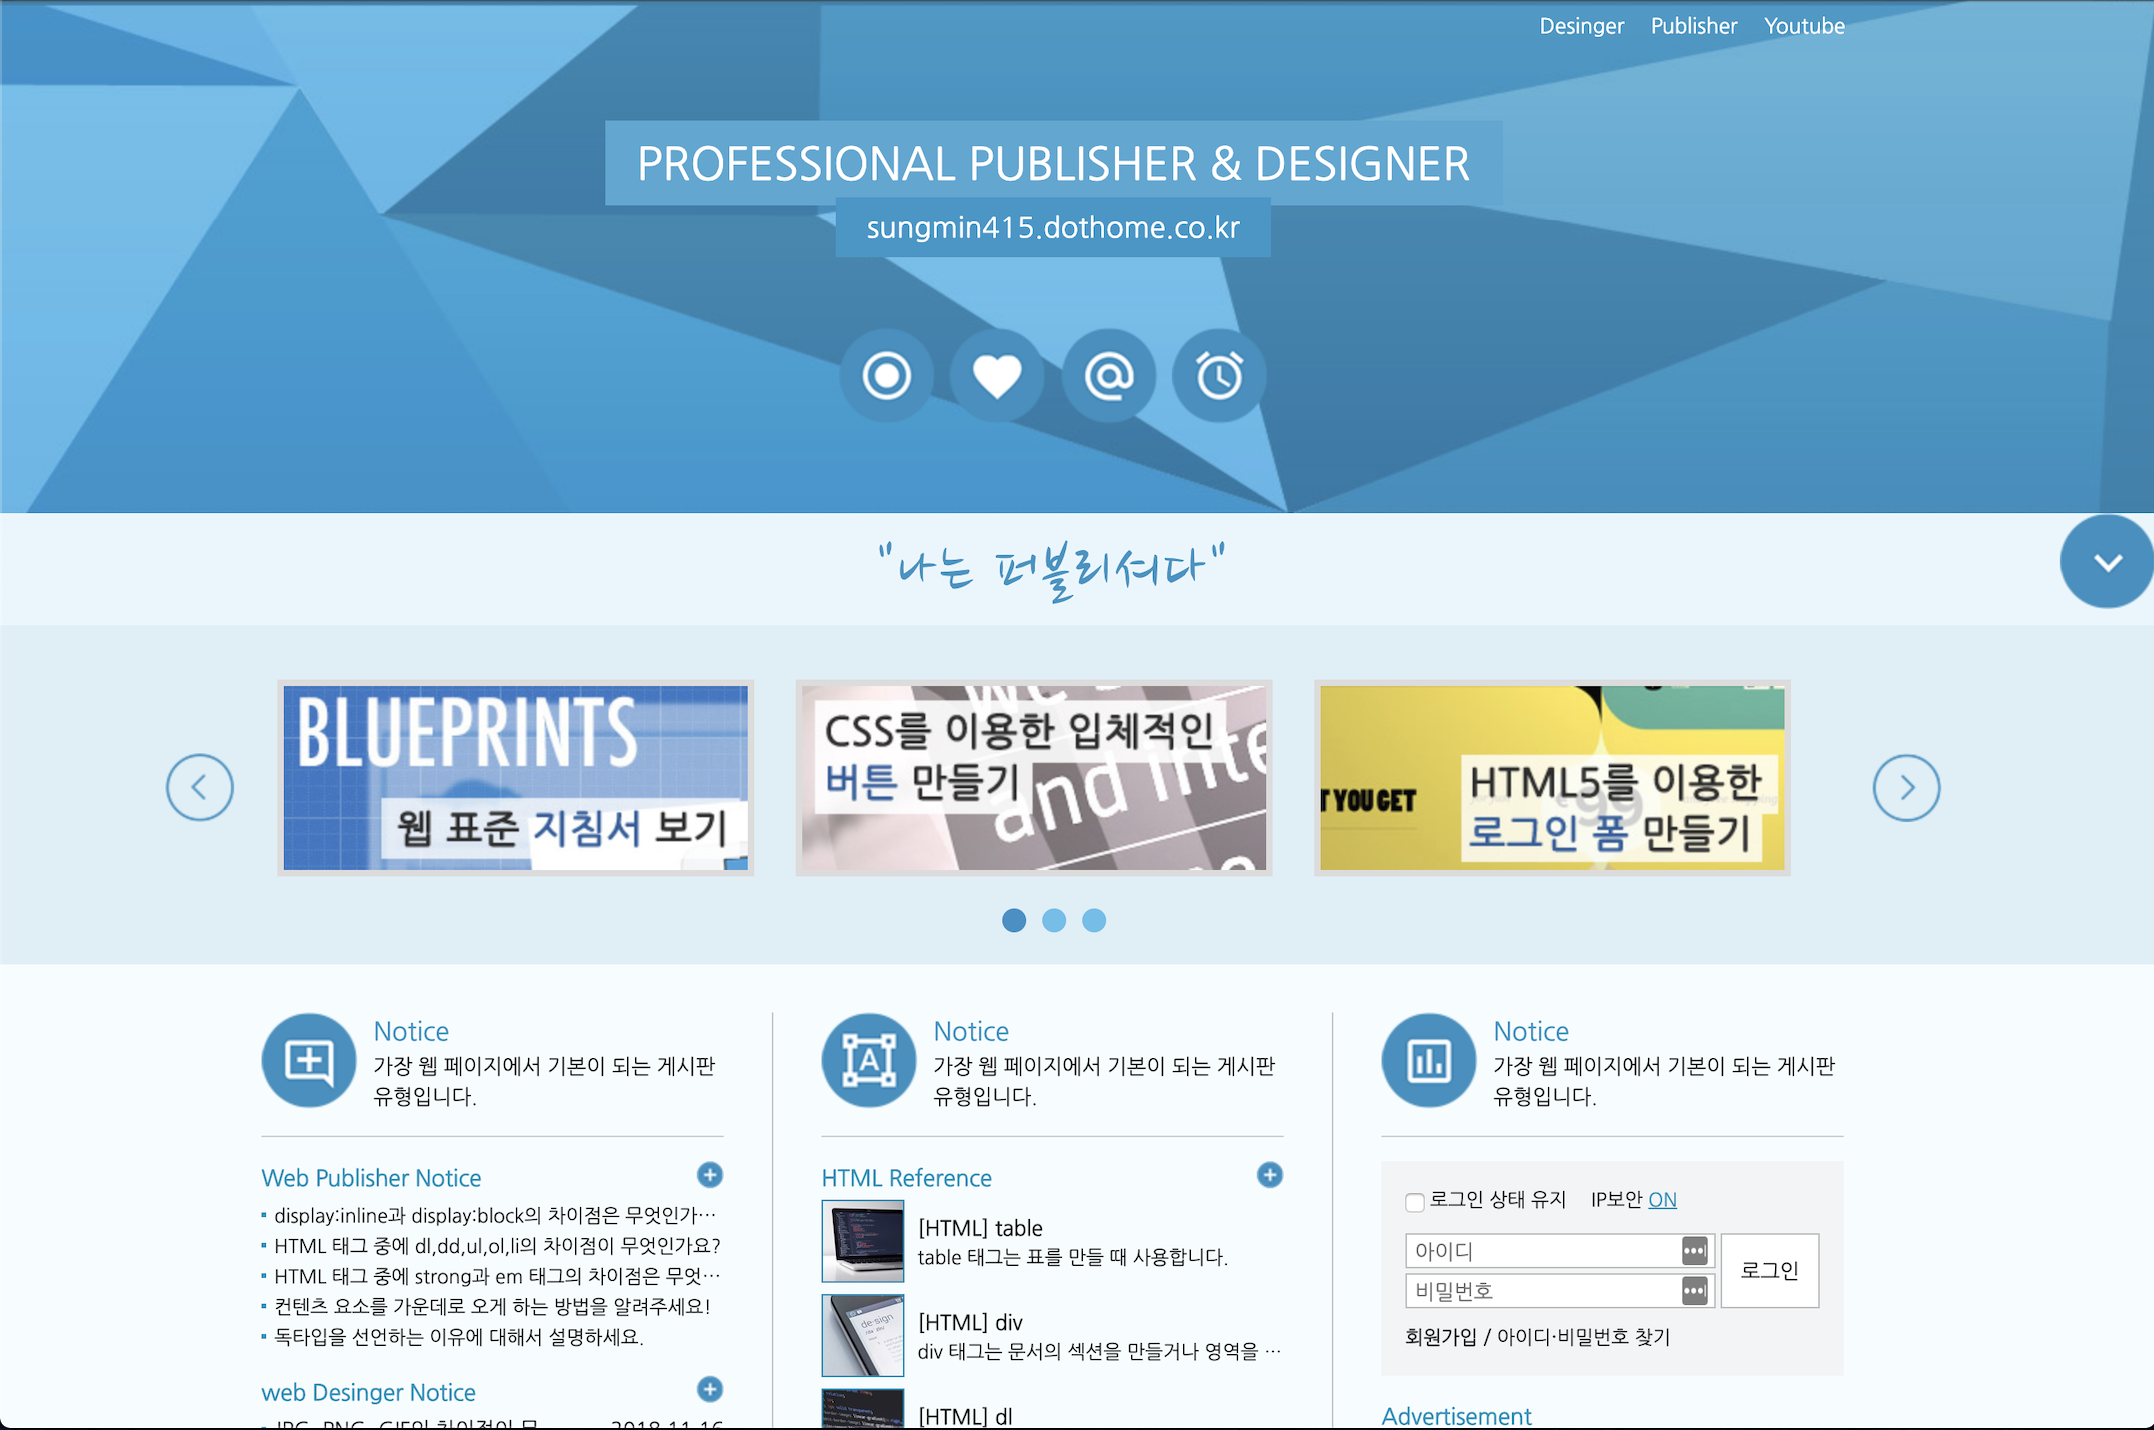 Desinger Publisher Youtube
PROFESSIONAL PUBLISHER & DESIGNER
sungmin415.dothome.co.kr
"나는 퍼블리셔다"
BLUEPRINTS
웹 표준 지침서 보기
CSS를 이용한 입체적인
버튼 만들기
and inte
HTML5를 이용한
로그인 폼 만들기
T YOU GET
Notice
가장 웹 페이지에서 기본이 되는 게시판
유형입니다.
Web Publisher Notice
display:inline과 display:block의 차이점은 무엇인가…
HTML 태그 중에 dl,dd,ul,ol,li의 차이점이 무엇인가요?
HTML 태그 중에 strong과 em 태그의 차이점은 무엇…
컨텐츠 요소를 가운데로 오게 하는 방법을 알려주세요!
독타입을 선언하는 이유에 대해서 설명하세요.
web Desinger Notice
Notice
가장 웹 페이지에서 기본이 되는 게시판
유형입니다.
HTML Reference
[HTML] table
table 태그는 표를 만들 때 사용합니다.
[HTML] div
div 태그는 문서의 섹션을 만들거나 영역을 …
[HTML] dl
Notice
가장 웹 페이지에서 기본이 되는 게시판
유형입니다.
로그인 상태 유지 IP보안 ON
아이디
비밀번호
로그인
회원가입 / 아이디·비밀번호 찾기
Advertisement